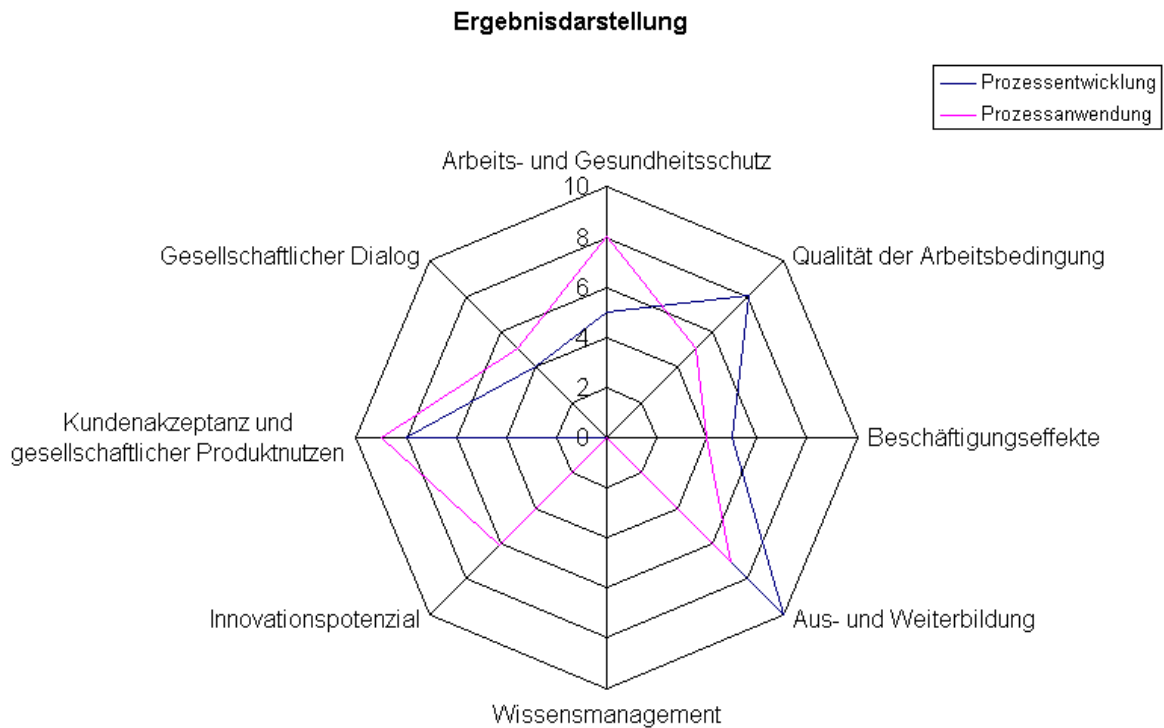 Ergebnisdarstellung
Prozessentwicklung
Prozessanwendung
Arbeits- und Gesundheitsschutz
10
8
6
4
2
0
Gesellschaftlicher Dialog
Qualität der Arbeitsbedingung
Kundenakzeptanz und
gesellschaftlicher Produktnutzen
Beschäftigungseffekte
Innovationspotenzial
Aus- und Weiterbildung
Wissensmanagement